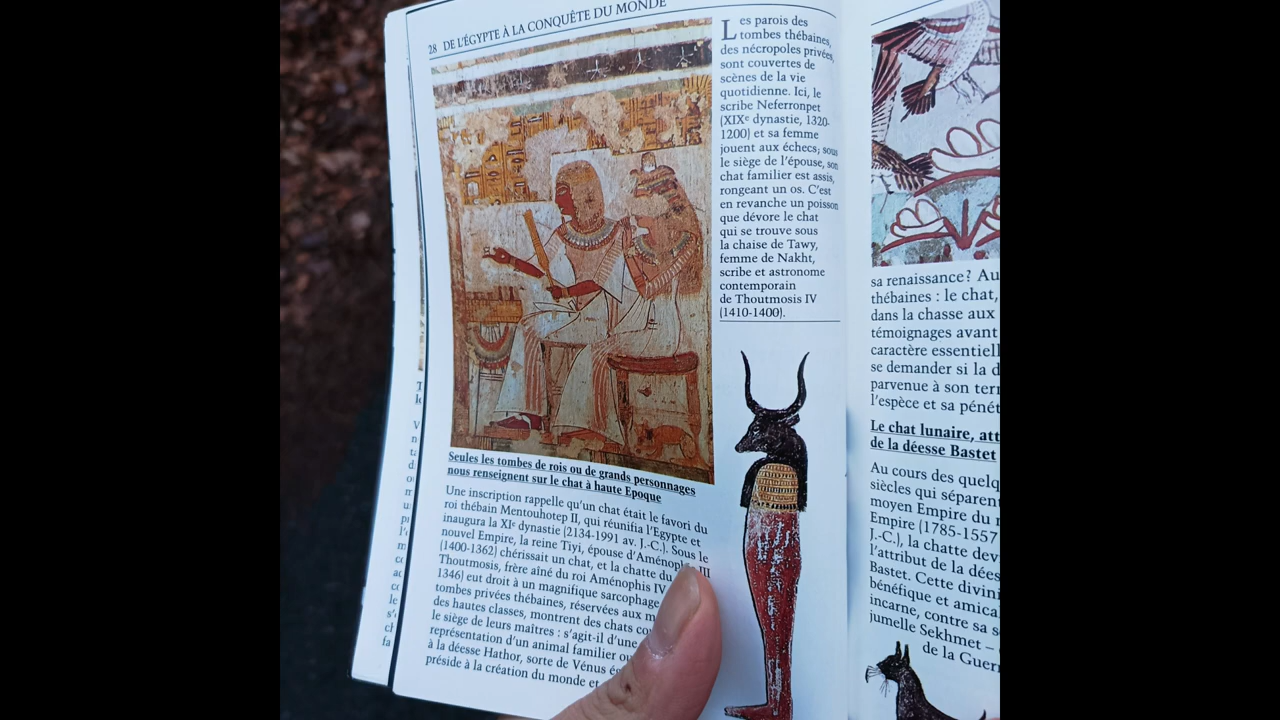 28 DE L'ÉGYPTE À LA CONQUÊTE DU MONDE
Les parois des
tombes thébaines,
des nécropoles privées,
sont couvertes de
scènes de la vie
quotidienne. Ici, le
scribe Neferronpet
(XIXe dynastie, 1320-
1200) et sa femme
jouent aux échecs; sous
le siège de l'épouse, son
chat familier est assis,
rongeant un os. C'est
en revanche un poisson
que dévore le chat
qui se trouve sous
la chaise de Tawy,
femme de Nakht,
scribe et astronome
contemporain
de Thoutmosis IV
(1410-1400).
Seules les tombes de rois ou de grands personnages
nous renseignent sur le chat à haute Epoque
Une inscription rappelle qu'un chat était le favori du
roi thébain Mentouhotep II, qui réunifia l'Egypte et
inaugura la XIe dynastie (2134-1991 av. J.-C.). Sous le
nouvel Empire, la reine Tiyi, épouse d'Aménophis III
(1400-1362) chérissait un chat, et la chatte du
Thoutmosis, frère aîné du roi Aménophis IV
1346) eut droit à un magnifique sarcophage
tombes privées thébaines, réservées aux
des hautes classes, montrent des chats
le siège de leurs maîtres : s'agit-il d'une
représentation d'un animal familier ou
à la déesse Hathor, sorte de Vénus
préside à la création du monde et
sa renaissance? Au
thébaines : le chat,
dans la chasse aux
témoignages avant
caractère essentiell
se demander si la d
parvenue à son ter
l'espèce et sa pénét
Le chat lunaire, att
de la déesse Bastet
Au cours des quelq
siècles qui séparent
moyen Empire du
Empire (1785-1557
J.-C.), la chatte dev
l'attribut de la dées
Bastet. Cette divini
bénéfique et amica
incarne, contre sa s
jumelle Sekhmet –
de la Guerr